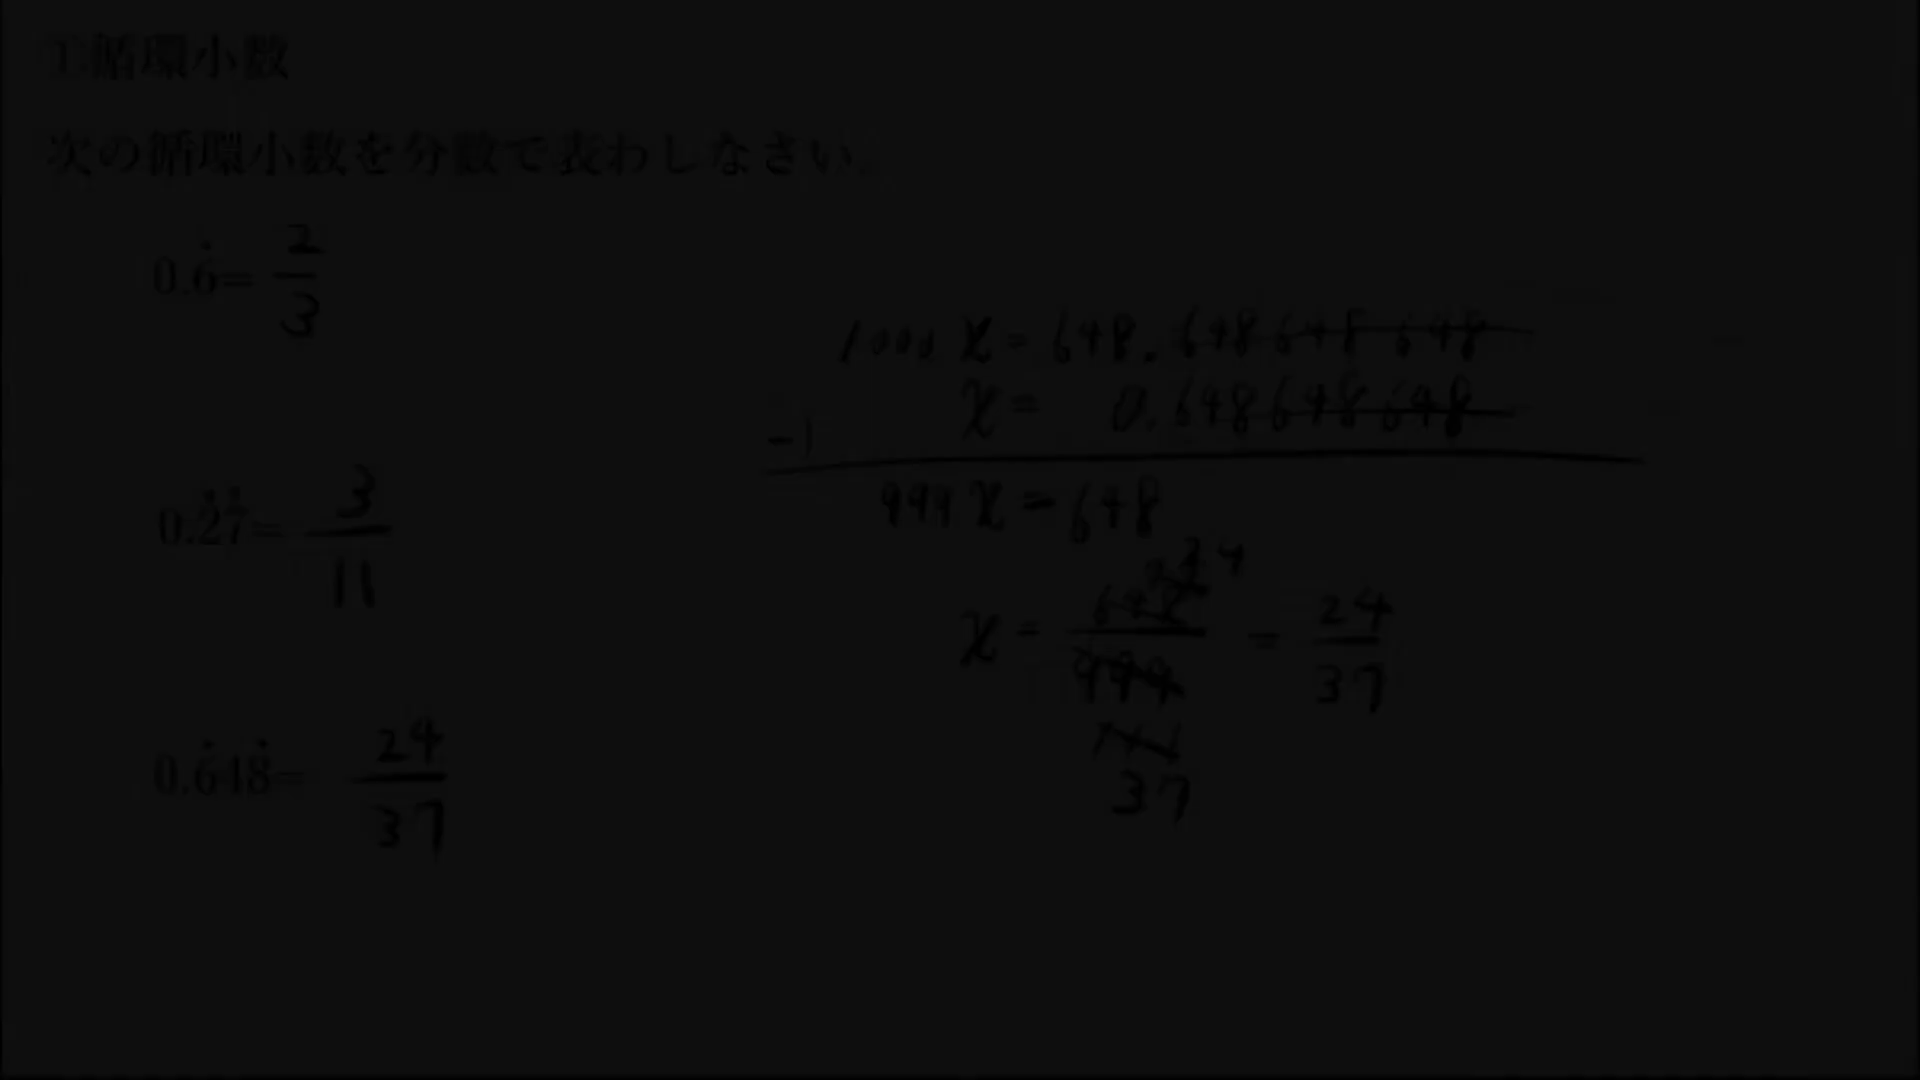 1:循環小数
次の循環小数を分数で表わしなさい。
0.6̇= 2/3
0.2̇7̇= 3/11
0.6̇48̇= 24/37
1000x = 648.648648648
-) x = 0.648648648
999x = 648
x = 648/999 = 24/37
24
111
37